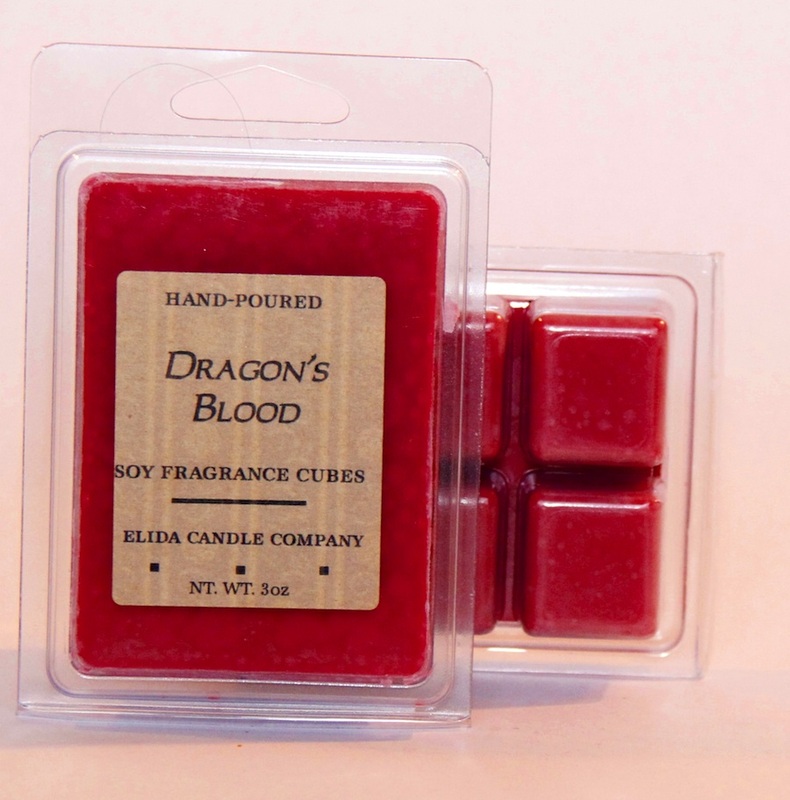 HAND-POURED
DRAGON'S
BLOOD
SOY FRAGRANCE CUBES
ELIDA CANDLE COMPANY
NT. WT. 3oz